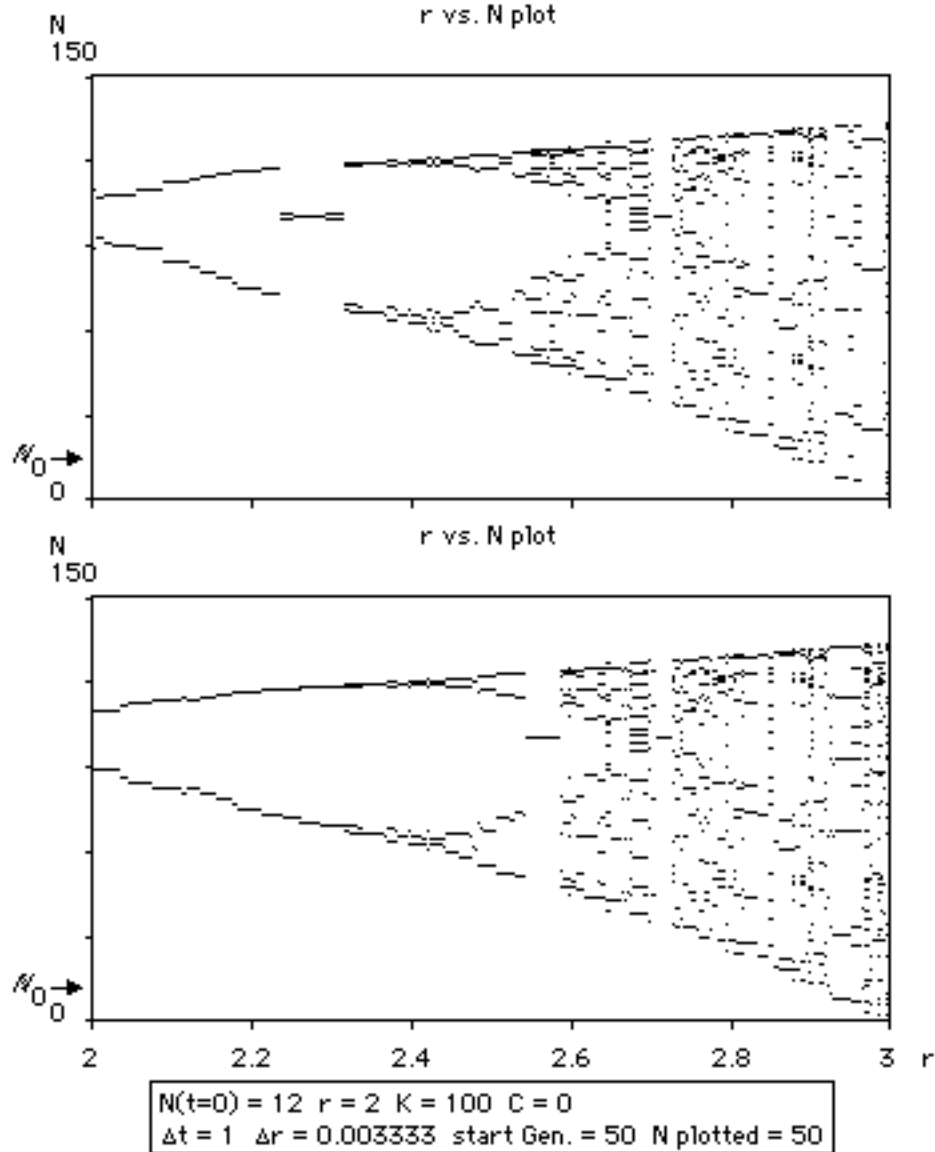 r vs. N plot
N
150
N0
0
r vs. N plot
N
150
N0
0
2 2.2 2.4 2.6 2.8 3 r
N(t=0) = 12 r = 2 K = 100 C = 0
Δt = 1 Δr = 0.003333 start Gen. = 50 N plotted = 50